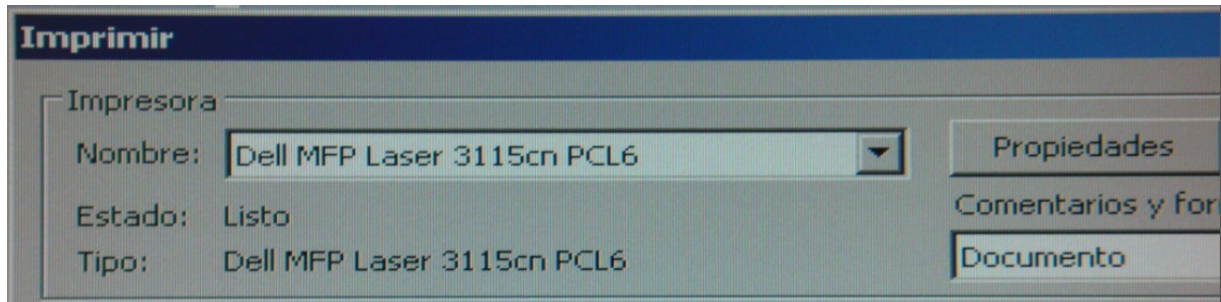 Imprimir
Impresora
Nombre: Dell MFP Laser 3115cn PCL6 Propiedades
Estado: Listo Comentarios y for
Tipo: Dell MFP Laser 3115cn PCL6 Documento